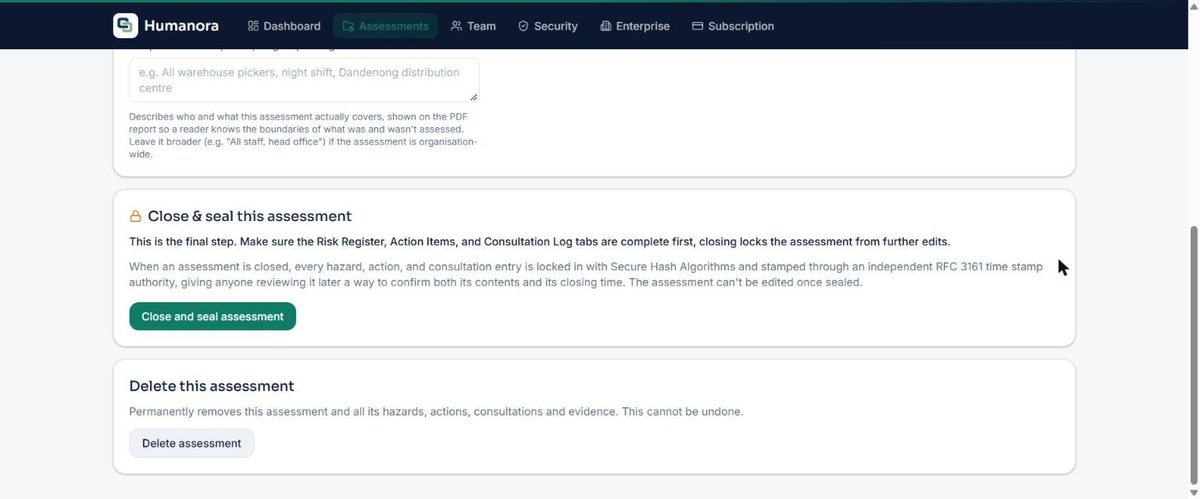 Humanora
Dashboard
Assessments
Team
Security
Enterprise
Subscription
e.g. All warehouse pickers, night shift, Dandenong distribution
centre
Describes who and what this assessment actually covers, shown on the PDF
report so a reader knows the boundaries of what was and wasn't assessed.
Leave it broader (e.g. "All staff, head office") if the assessment is organisation-
wide.
Close & seal this assessment
This is the final step. Make sure the Risk Register, Action Items, and Consultation Log tabs are complete first, closing locks the assessment from further edits.
When an assessment is closed, every hazard, action, and consultation entry is locked in with Secure Hash Algorithms and stamped through an independent RFC 3161 time stamp
authority, giving anyone reviewing it later a way to confirm both its contents and its closing time. The assessment can't be edited once sealed.
Close and seal assessment
Delete this assessment
Permanently removes this assessment and all its hazards, actions, consultations and evidence. This cannot be undone.
Delete assessment